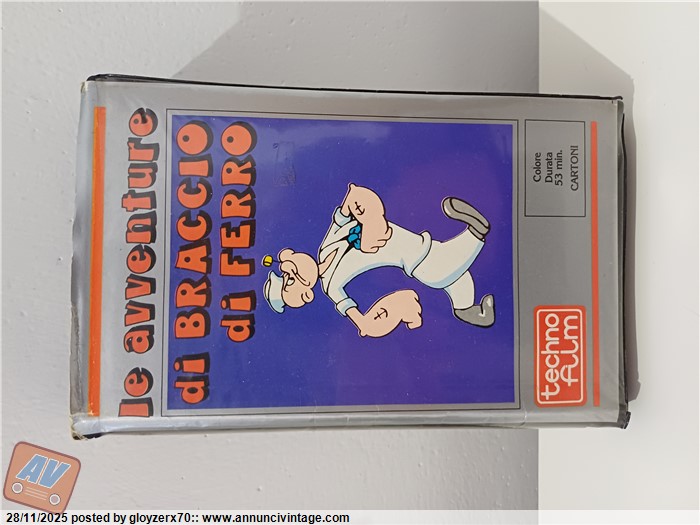 le avventure
di BRACCIO
di FERRO
Colore
Durata
53 min.
CARTONI
techno
film
AV
28/11/2025 posted by gloyzerx70:: www.annuncivintage.com